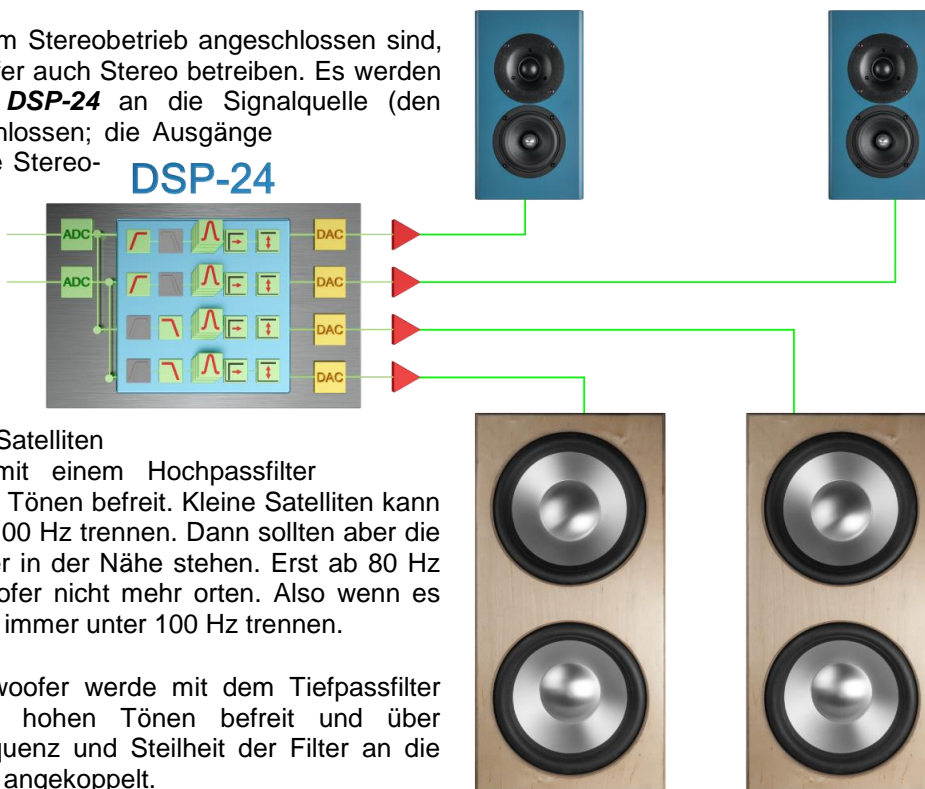 m Stereobetrieb angeschlossen sind,
fer auch Stereo betreiben. Es werden
DSP-24 an die Signalquelle (den
nlossen; die Ausgänge
e Stereo-
DSP-24
ADC DAC
ADC DAC
DAC
DAC
Satelliten
mit einem Hochpassfilter
Tönen befreit. Kleine Satelliten kann
00 Hz trennen. Dann sollten aber die
er in der Nähe stehen. Erst ab 80 Hz
ofer nicht mehr orten. Also wenn es
immer unter 100 Hz trennen.
woofer werde mit dem Tiefpassfilter
hohen Tönen befreit und über
quenz und Steilheit der Filter an die
angekoppelt.